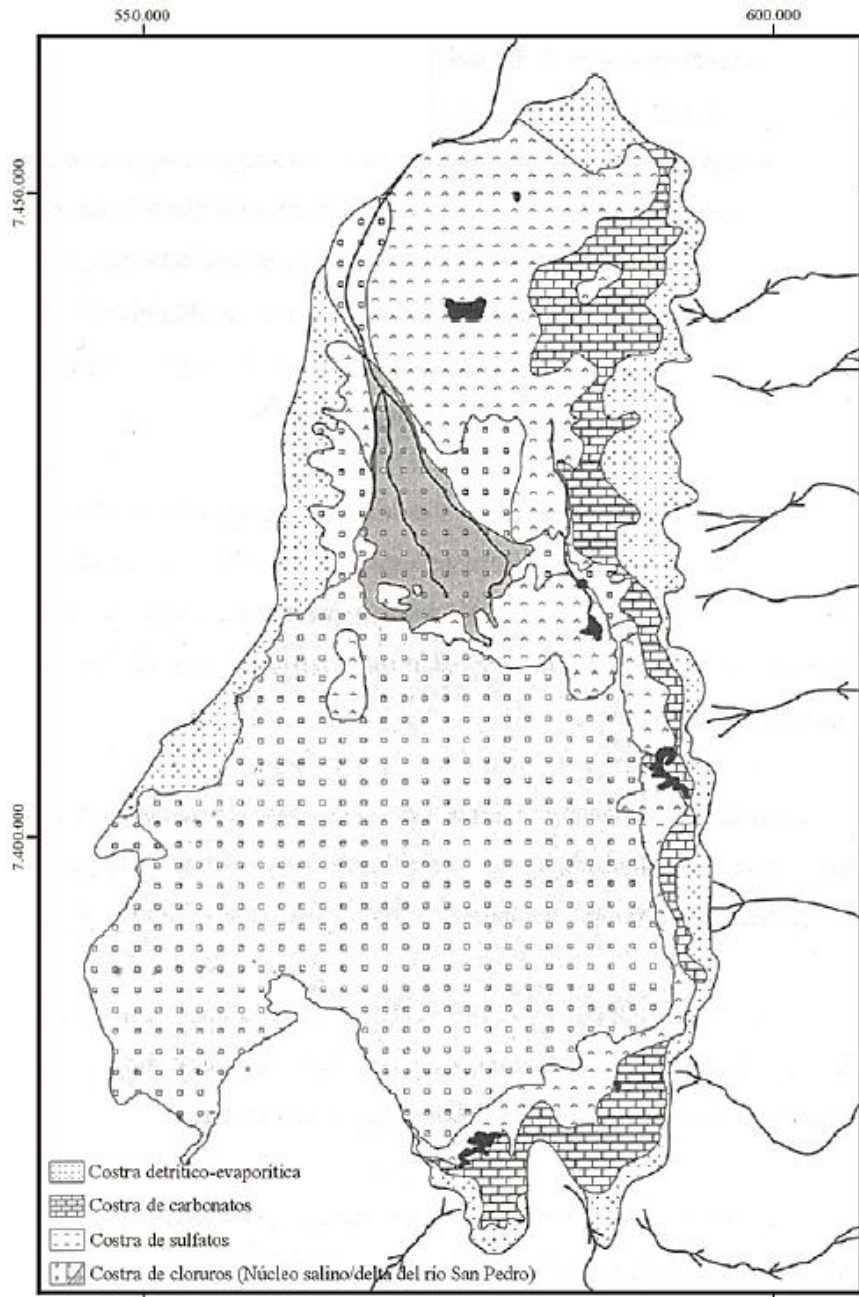 550.000
600.000
7.450.000
7.400.000
Costra detrítico-evaporítica
Costra de carbonatos
Costra de sulfatos
Costra de cloruros (Núcleo salino/delta del río San Pedro)